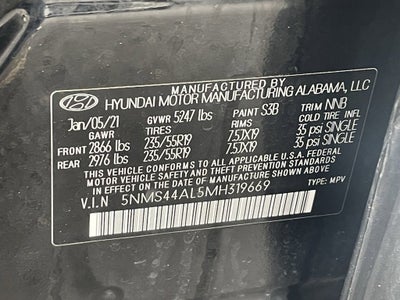 MANUFACTURED BY
HYUNDAI MOTOR MANUFACTURING ALABAMA, LLC
Jan/05/21 GVWR 5247 lbs PAINT S3B TRIM NNB
GAWR TIRES RIMS COLD TIRE INFL
FRONT 2866 lbs 235/55R19 7.5JX19 35 psi SINGLE
REAR 2976 lbs 235/55R19 7.5JX19 35 psi SINGLE
THIS VEHICLE CONFORMS TO ALL APPLICABLE U.S.A. FEDERAL
MOTOR VEHICLE SAFETY AND THEFT PREVENTION STANDARDS IN
EFFECT ON THE DATE OF MANUFACTURE SHOWN ABOVE.
V.I.N 5NMS44AL5MH319669 TYPE: MPV